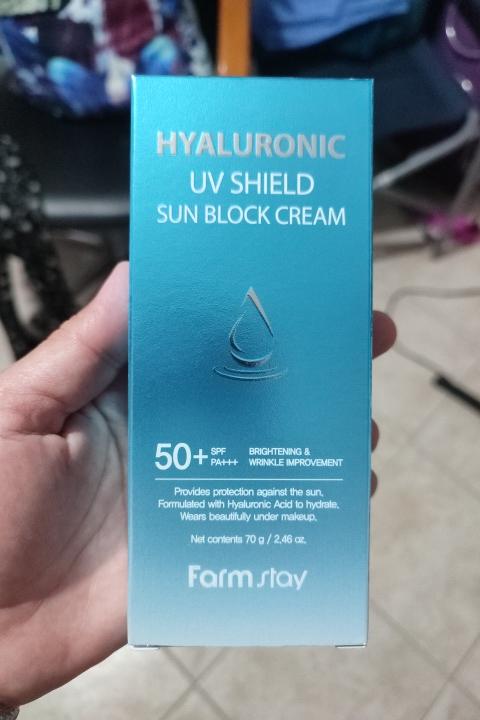 HYALURONIC
UV SHIELD
SUN BLOCK CREAM
50+ SPF PA+++ BRIGHTENING & WRINKLE IMPROVEMENT
Provides protection against the sun.
Formulated with Hyaluronic Acid to hydrate.
Wears beautifully under makeup.
Net contents 70 g / 2.46 oz.
Farmstay